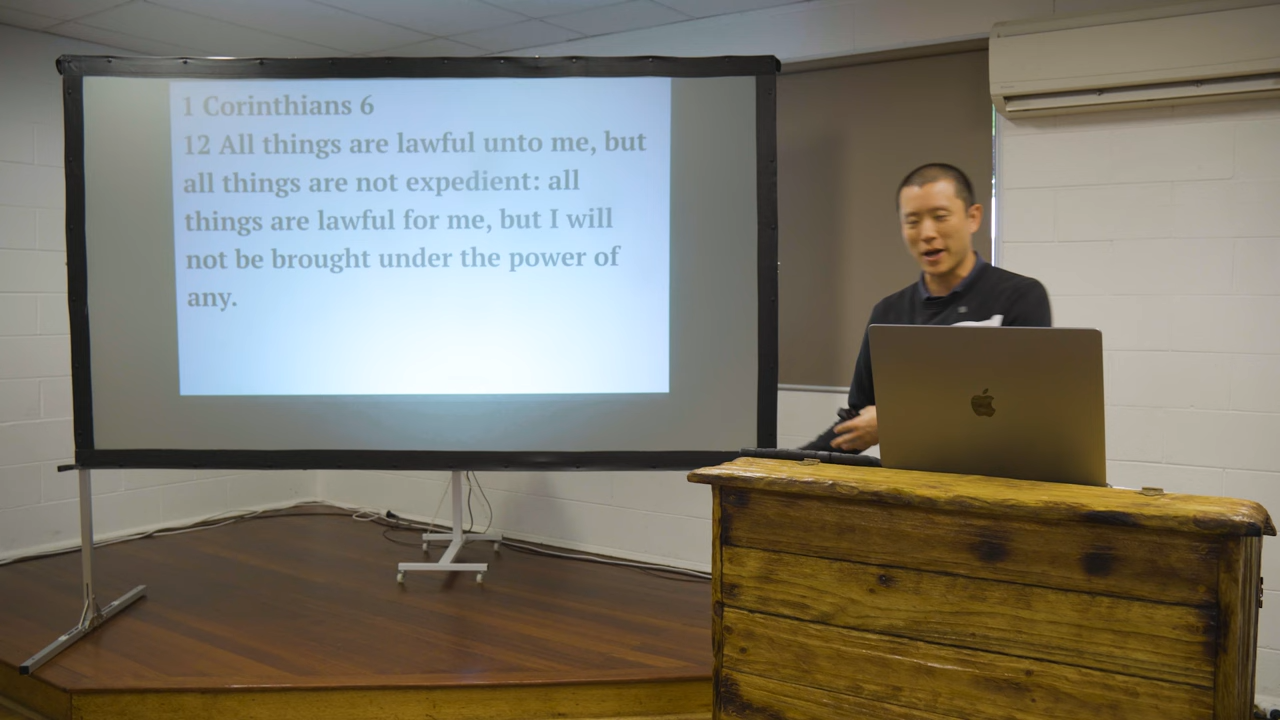 1 Corinthians 6
12 All things are lawful unto me, but
all things are not expedient: all
things are lawful for me, but I will
not be brought under the power of
any.